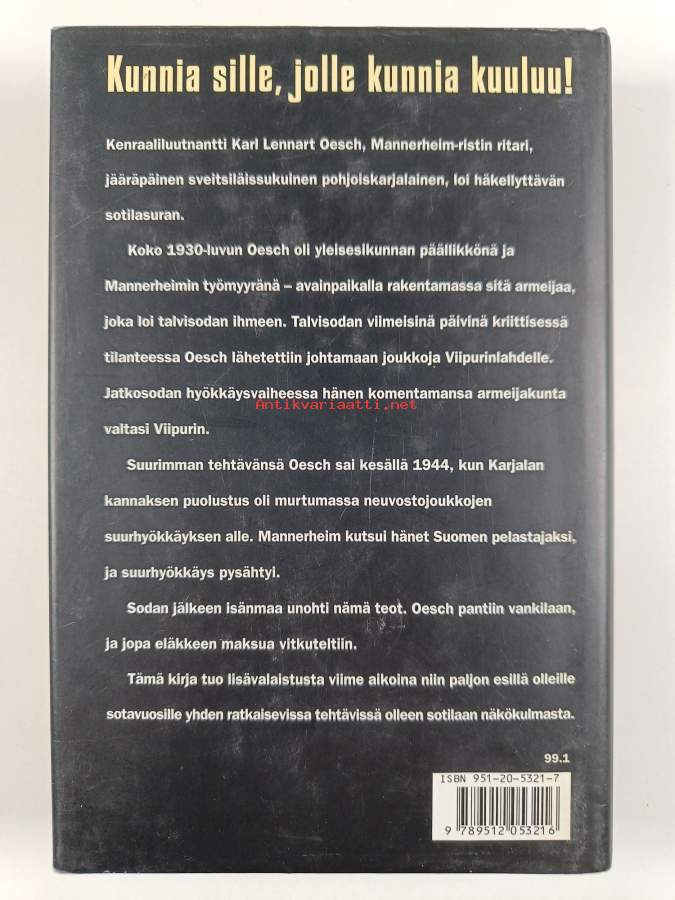 Kunnia sille, jolle kunnia kuuluu!
Kenraaliluutnantti Karl Lennart Oesch, Mannerheim-ristin ritari,
jääräpäinen sveitsiläissukuinen pohjoiskarjalainen, loi häkellyttävän
sotilasuran.
Koko 1930-luvun Oesch oli yleisesikunnan päällikkönä ja
Mannerheimin työmyyränä – avainpaikalla rakentamassa sitä armeijaa,
joka loi talvisodan ihmeen. Talvisodan viimeisinä päivinä kriittisessä
tilanteessa Oesch lähetettiin johtamaan joukkoja Viipurinlahdelle.
Jatkosodan hyökkäysvaiheessa hänen komentamansa armeijakunta
Antikvariaatti.net
valtasi Viipurin.
Suurimman tehtävänsä Oesch sai kesällä 1944, kun Karjalan
kannaksen puolustus oli murtumassa neuvostojoukkojen
suurhyökkäyksen alle. Mannerheim kutsui hänet Suomen pelastajaksi,
ja suurhyökkäys pysähtyi.
Sodan jälkeen isänmaa unohti nämä teot. Oesch pantiin vankilaan,
ja jopa eläkkeen maksua vitkuteltiin.
Tämä kirja tuo lisävalaistusta viime aikoina niin paljon esillä olleille
sotavuosille yhden ratkaisevissa tehtävissä olleen sotilaan näkökulmasta.
99.1
ISBN 951-20-5321-7
9 789512 053216